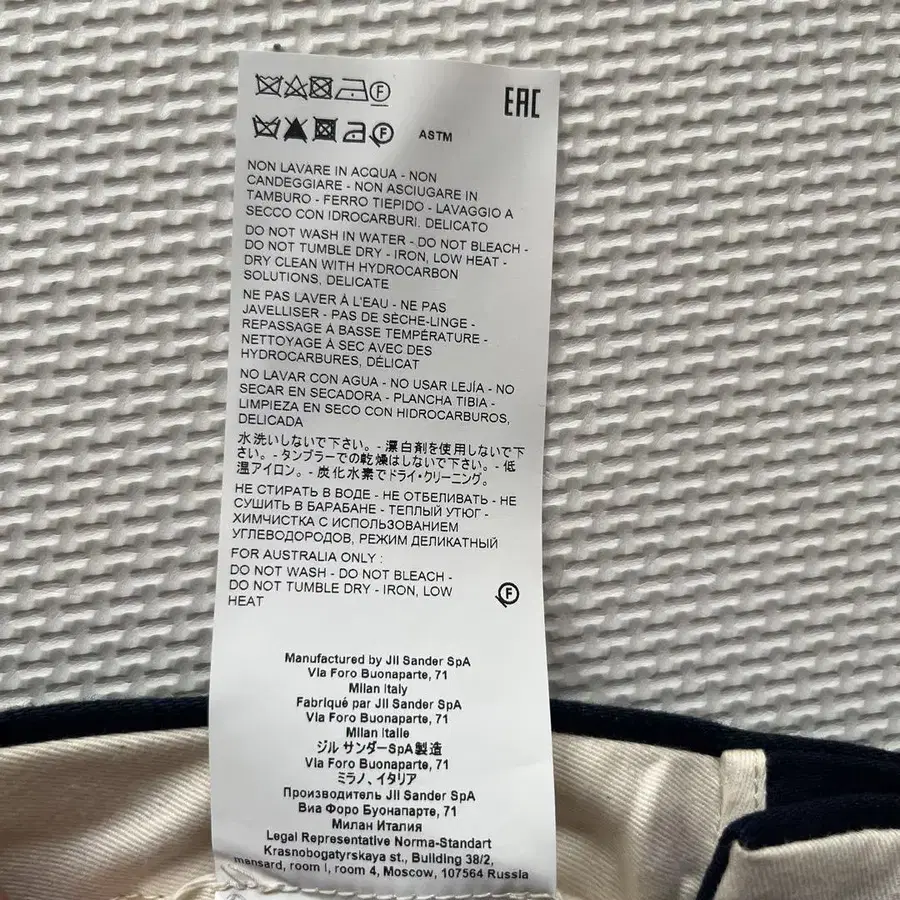 F
EAC
F
ASTM
NON LAVARE IN ACQUA - NON
CANDEGGIARE - NON ASCIUGARE IN
TAMBURO - FERRO TIEPIDO - LAVAGGIO A
SECCO CON IDROCARBURI, DELICATO
DO NOT WASH IN WATER - DO NOT BLEACH -
DO NOT TUMBLE DRY - IRON, LOW HEAT -
DRY CLEAN WITH HYDROCARBON
SOLUTIONS, DELICATE
NE PAS LAVER À L'EAU - NE PAS
JAVELLISER - PAS DE SÈCHE-LINGE -
REPASSAGE À BASSE TEMPÉRATURE -
NETTOYAGE À SEC AVEC DES
HYDROCARBURES, DÉLICAT
NO LAVAR CON AGUA - NO USAR LEJÍA - NO
SECAR EN SECADORA - PLANCHA TIBIA -
LIMPIEZA EN SECO CON HIDROCARBUROS,
DELICADA
水洗いしないで下さい。- 漂白剤を使用しないで下
さい。- タンブラーでの乾燥はしないで下さい。- 低
温アイロン。- 炭化水素でドライ・クリーニング。
НЕ СТИРАТЬ В ВОДЕ - НЕ ОТБЕЛИВАТЬ - НЕ
СУШИТЬ В БАРАБАНЕ - ТЕПЛЫЙ УТЮГ -
ХИМЧИСТКА С ИСПОЛЬЗОВАНИЕМ
УГЛЕВОДОРОДОВ, РЕЖИМ ДЕЛИКАТНЫЙ
FOR AUSTRALIA ONLY :
DO NOT WASH - DO NOT BLEACH -
DO NOT TUMBLE DRY - IRON, LOW
HEAT
F
Manufactured by Jil Sander SpA
Via Foro Buonaparte, 71
Milan Italy
Fabriqué par Jil Sander SpA
Via Foro Buonaparte, 71
Milan Italie
ジル サンダーSpA製造
Via Foro Buonaparte, 71
ミラノ、イタリア
Производитель Jil Sander SpA
Виа Форо Буонапарте, 71
Милан Италия
Legal Representative Norma-Standart
Krasnobogatyrskaya st., Building 38/2,
mansard, room I, room 4, Moscow, 107564 Russia